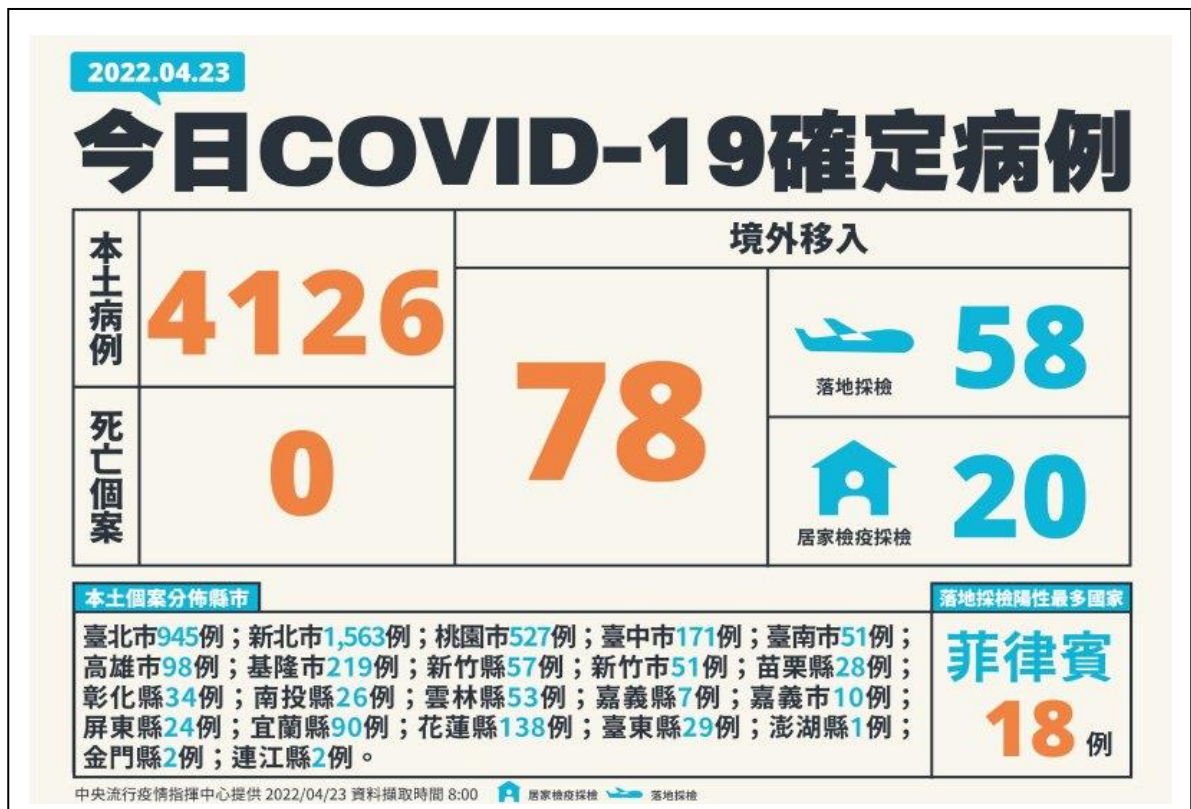 2022.04.23
今日COVID-19確定病例
本土病例
4126
死亡個案
0
境外移入
78
落地採檢
58
居家檢疫採檢
20
本土個案分佈縣市
臺北市945例；新北市1,563例；桃園市527例；臺中市171例；臺南市51例；
高雄市98例；基隆市219例；新竹縣57例；新竹市51例；苗栗縣28例；
彰化縣34例；南投縣26例；雲林縣53例；嘉義縣7例；嘉義市10例；
屏東縣24例；宜蘭縣90例；花蓮縣138例；臺東縣29例；澎湖縣1例；
金門縣2例；連江縣2例。
落地採檢陽性最多國家
菲律賓
18例
中央流行疫情指揮中心提供 2022/04/23 資料擷取時間 8:00 居家檢疫採檢 落地採檢